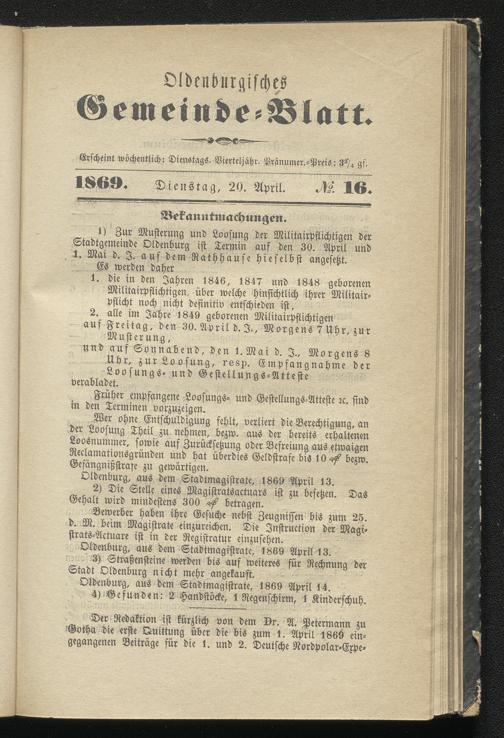 Oldenburgisches
Gemeinde-Blatt.
Erscheint wöchentlich: Dienstags. Vierteljähr. Pränumer.-Preis: 3¾ gs.
1869. Dienstag, 20. April. № 16.
Bekanntmachungen.
1) Zur Musterung und Loosung der Militairpflichtigen der
Stadtgemeinde Oldenburg ist Termin auf den 30. April und
1. Mai d. J. auf dem Rathhause hieselbst angesetzt.
Es werden daher
1. die in den Jahren 1846, 1847 und 1848 geborenen
Militairpflichtigen, über welche hinsichtlich ihrer Militair-
pflicht noch nicht definitiv entschieden ist,
2. alle im Jahre 1849 geborenen Militairpflichtigen
auf Freitag, den 30. April d. J., Morgens 7 Uhr, zur
Musterung,
und auf Sonnabend, den 1. Mai d. J., Morgens 8
Uhr, zur Loosung, resp. Empfangnahme der
Loosungs- und Gestellungs-Atteste
verabladet.
Früher empfangene Loosungs- und Gestellungs-Atteste ꝛc. sind
in den Terminen vorzuzeigen.
Wer ohne Entschuldigung fehlt, verliert die Berechtigung, an
der Loosung Theil zu nehmen, bezw. aus der bereits erhaltenen
Loosnummer, sowie auf Zurücksetzung oder Befreiung aus etwaigen
Reclamationsgründen und hat überdies Geldstrafe bis 10 ₰ bezw.
Gefängnißstrafe zu gewärtigen.
Oldenburg, aus dem Stadtmagistrate, 1869 April 13.
2) Die Stelle eines Magistratsactuars ist zu besetzen. Das
Gehalt wird mindestens 300 ₰ betragen.
Bewerber haben ihre Gesuche nebst Zeugnissen bis zum 25.
d. M. beim Magistrate einzureichen. Die Instruction der Magi-
strats-Actuare ist in der Registratur einzusehen.
Oldenburg, aus dem Stadtmagistrate, 1869 April 13.
3) Straßensteine werden bis auf weiteres für Rechnung der
Stadt Oldenburg nicht mehr angekauft.
Oldenburg, aus dem Stadtmagistrate, 1869 April 14.
4) Gefunden: 2 Handstöcke, 1 Regenschirm, 1 Kinderschuh.
Der Redaktion ist kürzlich von dem Dr. A. Petermann zu
Gotha die erste Quittung über die bis zum 1. April 1869 ein-
gegangenen Beiträge für die 1. und 2. Deutsche Nordpolar-Expe-